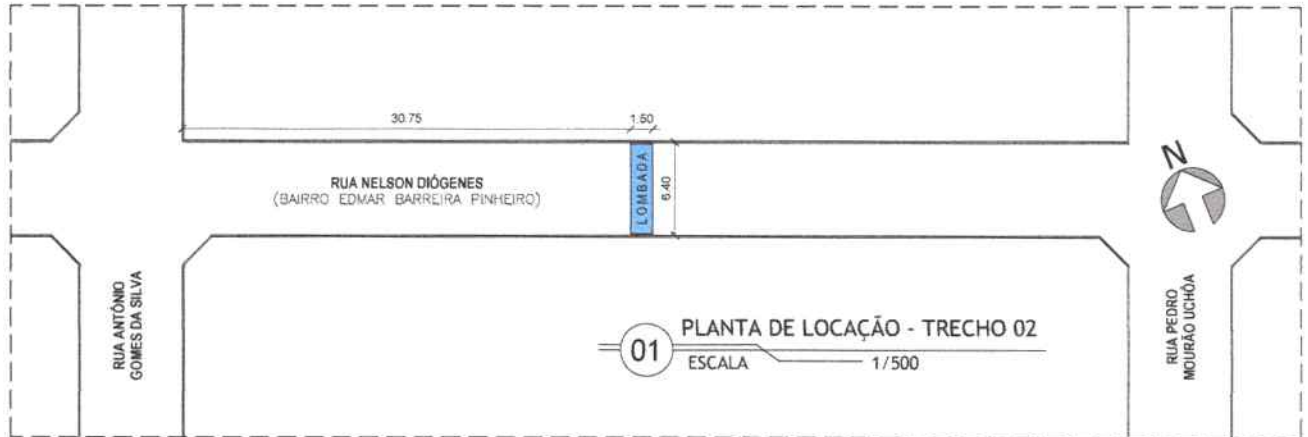 30.75
1.50
RUA NELSON DIÓGENES
(BAIRRO EDMAR BARREIRA PINHEIRO)
LOMBADA
6.40
N
RUA ANTÔNIO
GOMES DA SILVA
RUA PEDRO
MOURÃO UCHÔA
01
PLANTA DE LOCAÇÃO - TRECHO 02
ESCALA
1/500